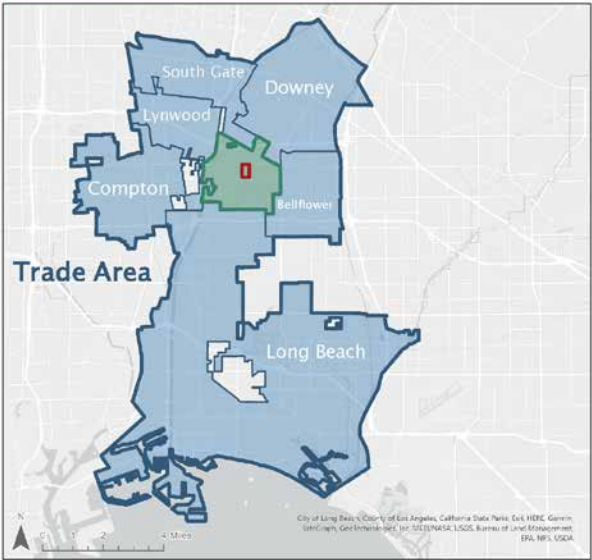 South Gate
Downey
Lynwood
Compton
Bellflower
Trade Area
Long Beach
N
0 1 2 4 Miles
City of Long Beach, County of Los Angeles, California State Parks, Esri, HERE, Garmin,
SafeGraph, GeoTechnologies, Inc, METI/NASA, USGS, Bureau of Land Management,
EPA, NPS, USDA